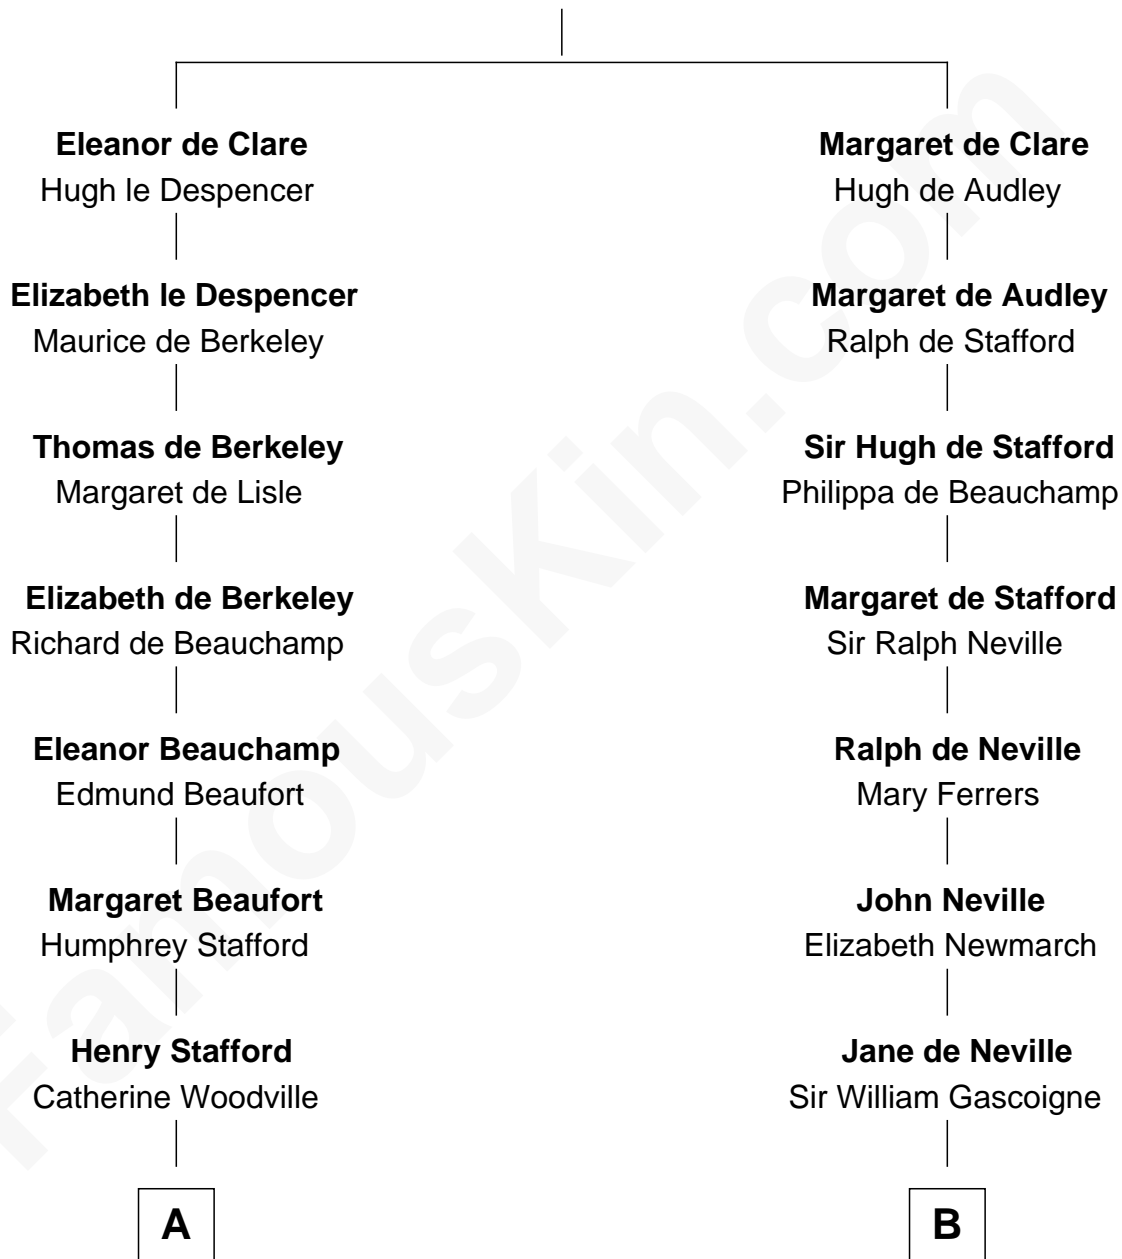 Eleanor de Clare
Hugh le Despencer
Elizabeth le Despencer
Maurice de Berkeley
Thomas de Berkeley
Margaret de Lisle
Elizabeth de Berkeley
Richard de Beauchamp
Eleanor Beauchamp
Edmund Beaufort
Margaret Beaufort
Humphrey Stafford
Henry Stafford
Catherine Woodville
A
Margaret de Clare
Hugh de Audley
Margaret de Audley
Ralph de Stafford
Sir Hugh de Stafford
Philippa de Beauchamp
Margaret de Stafford
Sir Ralph Neville
Ralph de Neville
Mary Ferrers
John Neville
Elizabeth Newmarch
Jane de Neville
Sir William Gascoigne
B
FamousKin.com